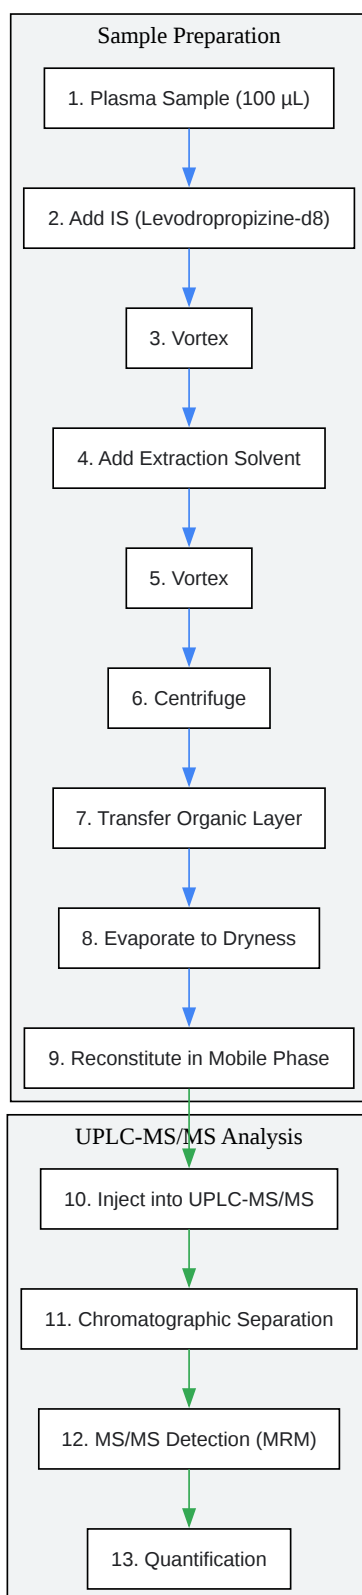 Sample Preparation
1. Plasma Sample (100 µL)
2. Add IS (Levodropropizine-d8)
3. Vortex
4. Add Extraction Solvent
5. Vortex
6. Centrifuge
7. Transfer Organic Layer
8. Evaporate to Dryness
9. Reconstitute in Mobile Phase
UPLC-MS/MS Analysis
10. Inject into UPLC-MS/MS
11. Chromatographic Separation
12. MS/MS Detection (MRM)
13. Quantification